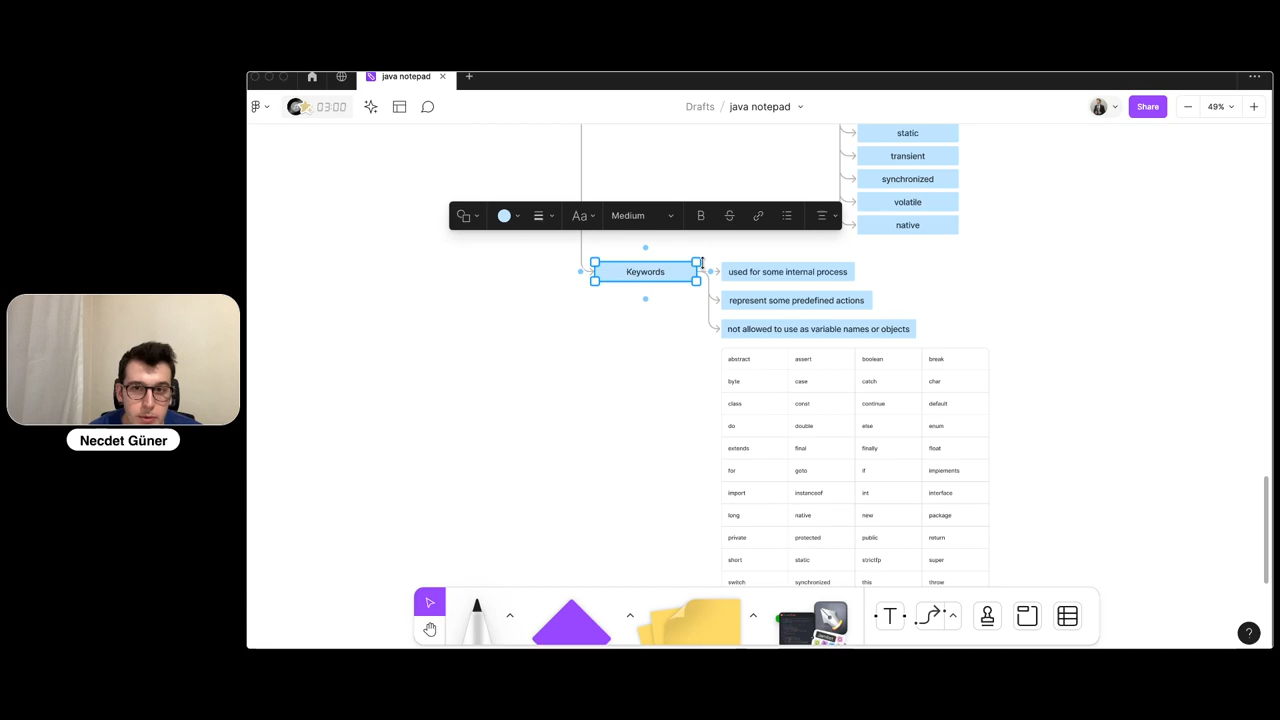 java notepad
03:00
Drafts / java notepad
Share
49%
static
transient
synchronized
volatile
native
Aa
Medium
B
S
Keywords
used for some internal process
represent some predefined actions
not allowed to use as variable names or objects
abstract assert boolean break
byte case catch char
class const continue default
do double else enum
extends final finally float
for goto if implements
import instanceof int interface
long native new package
private protected public return
short static strictfp super
switch synchronized this throw
Necdet Güner
T
?